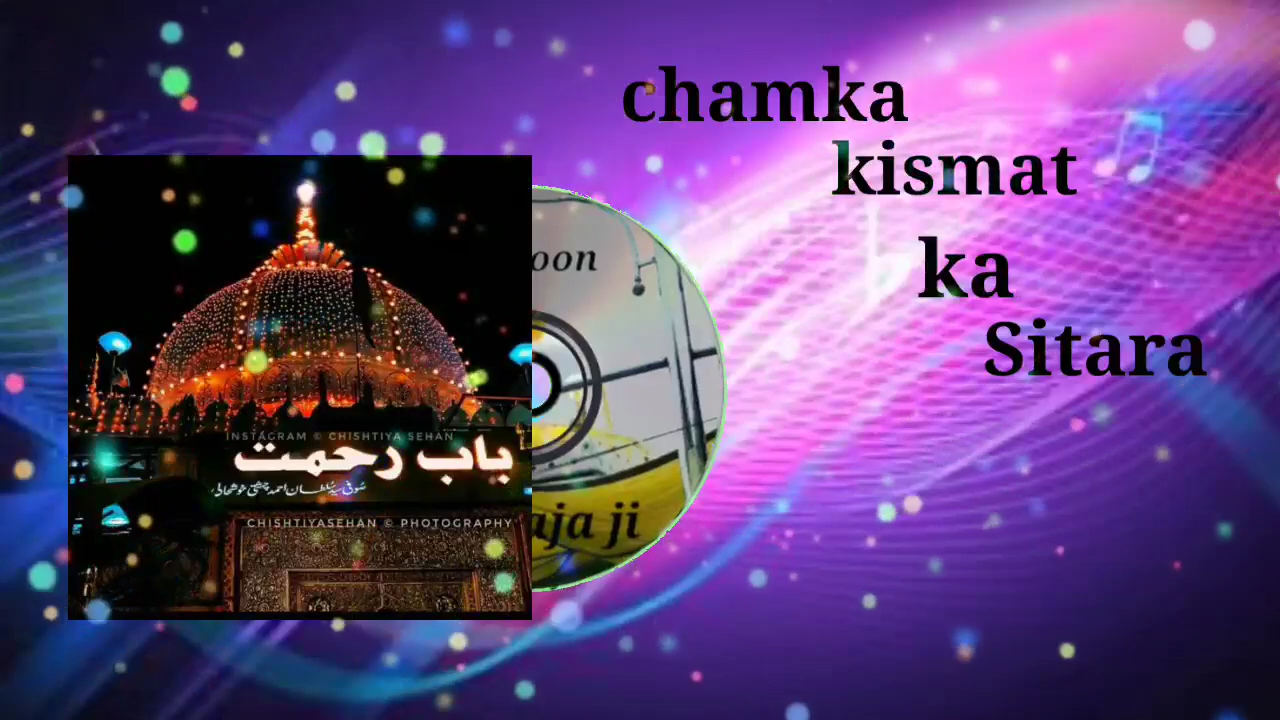 chamka
kismat
ka
Sitara
oon
aja ji
INSTAGRAM © CHISHTIYA SEHAN
باب رحمت
CHISHTIYASEHAN © PHOTOGRAPHY